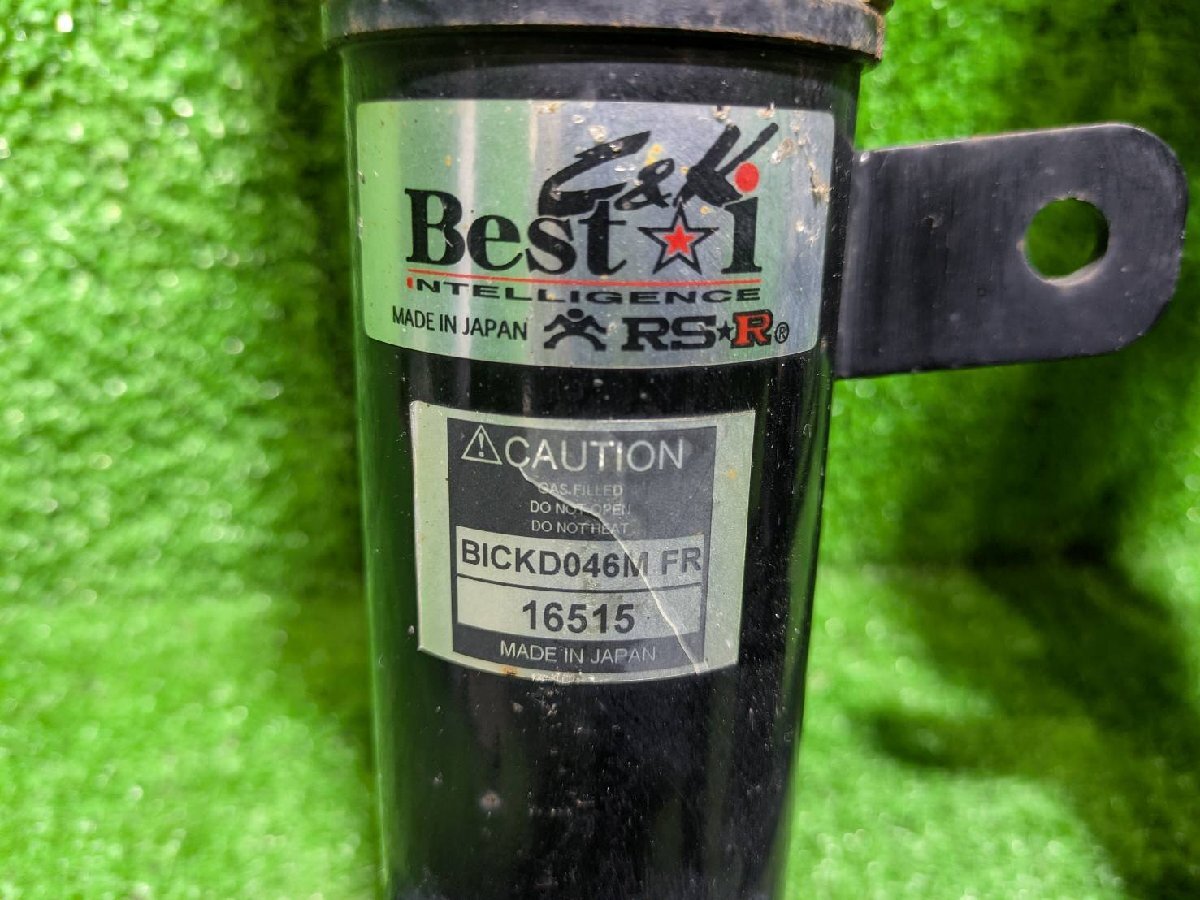 C&K
Best★i
INTELLIGENCE
MADE IN JAPAN RS★R®
CAUTION
GAS-FILLED
DO NOT OPEN
DO NOT HEAT
BICKD046M FR
16515
MADE IN JAPAN